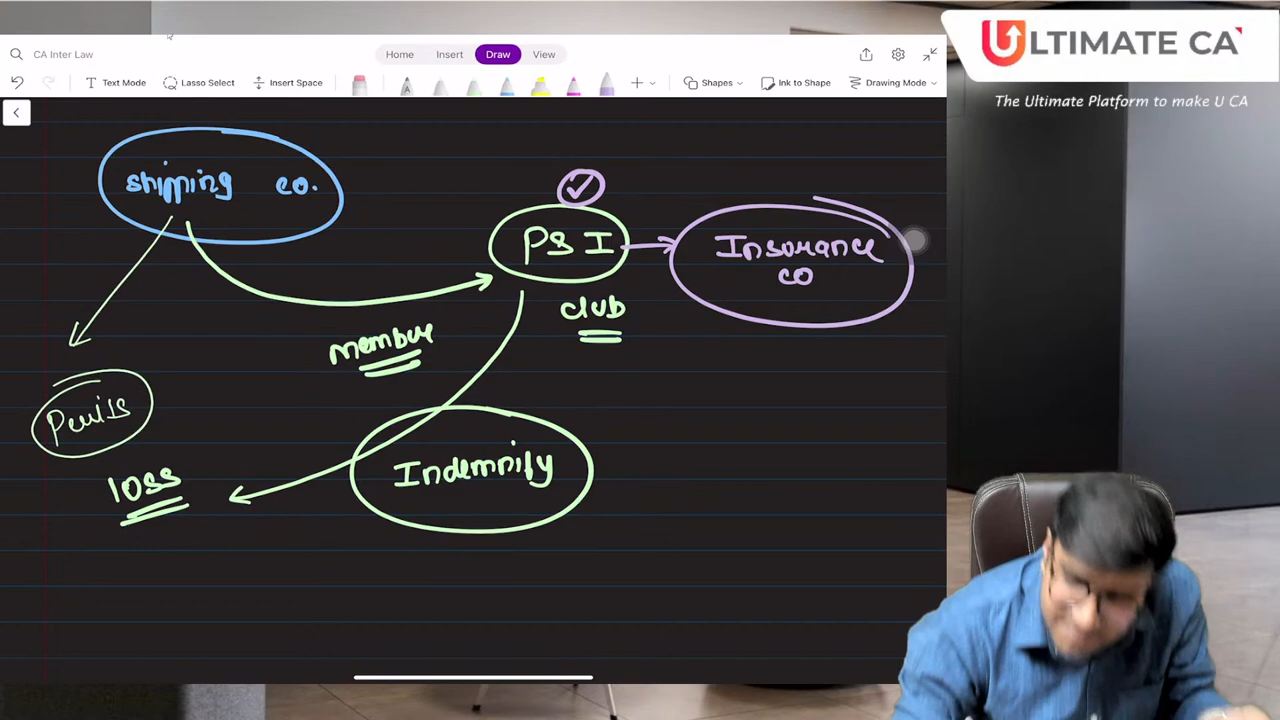 CA Inter Law
Home Insert Draw View
Text Mode Lasso Select Insert Space Shapes Ink to Shape Drawing Mode
ULTIMATE CA
The Ultimate Platform to make U CA
shipping co.
P&I
club
Insurance
co
member
Perils
loss
Indemnify